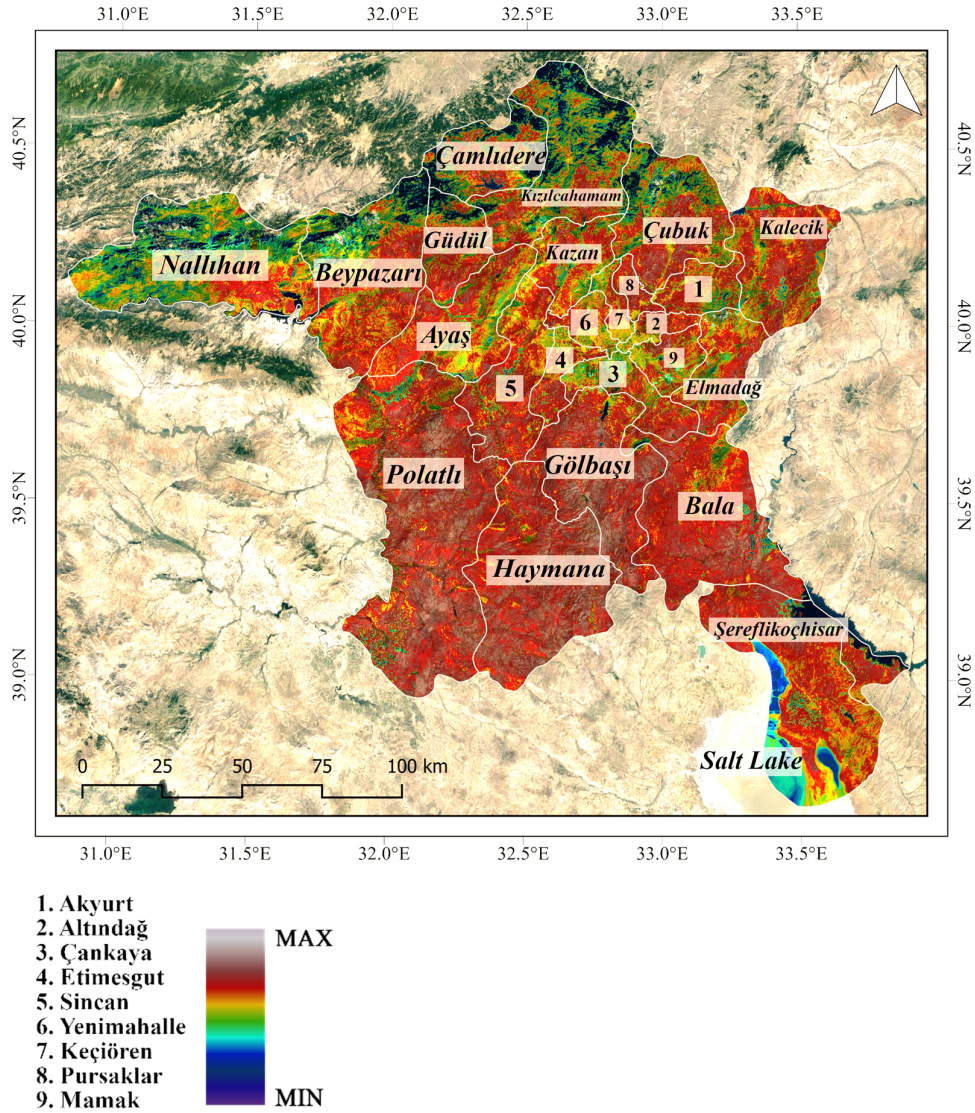 31.0°E 31.5°E 32.0°E 32.5°E 33.0°E 33.5°E
40.5°N
40.5°N
Çamlıdere
Kızılcahamam
Güdül
Kazan
Çubuk
Kalecik
Nallıhan
Beypazarı
8
1
40.0°N
40.0°N
Ayaş
6
7
2
4
3
9
5
Elmadağ
Polatlı
Gölbaşı
Bala
39.5°N
39.5°N
Haymana
Şereflikoçhisar
39.0°N
39.0°N
Salt Lake
0 25 50 75 100 km
31.0°E 31.5°E 32.0°E 32.5°E 33.0°E 33.5°E
1. Akyurt
2. Altındağ
3. Çankaya
4. Etimesgut
5. Sincan
6. Yenimahalle
7. Keçiören
8. Pursaklar
9. Mamak
MAX
MIN